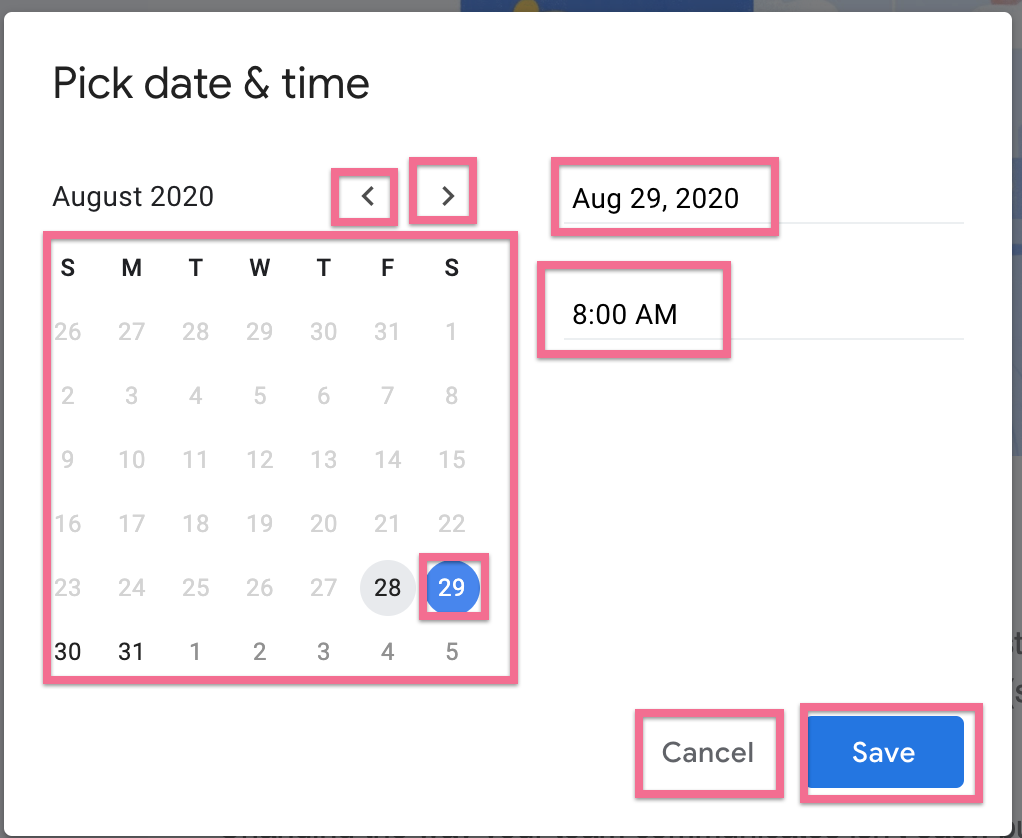 Pick date & time
August 2020
Aug 29, 2020
S M T W T F S
8:00 AM
26 27 28 29 30 31 1
2 3 4 5 6 7 8
9 10 11 12 13 14 15
16 17 18 19 20 21 22
23 24 25 26 27 28 29
30 31 1 2 3 4 5
Cancel
Save